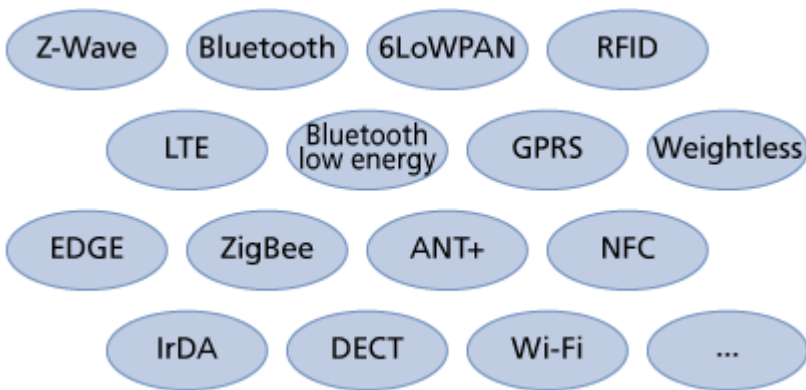 Z-Wave
Bluetooth
6LoWPAN
RFID
LTE
Bluetooth
low energy
GPRS
Weightless
EDGE
ZigBee
ANT+
NFC
IrDA
DECT
Wi-Fi
...